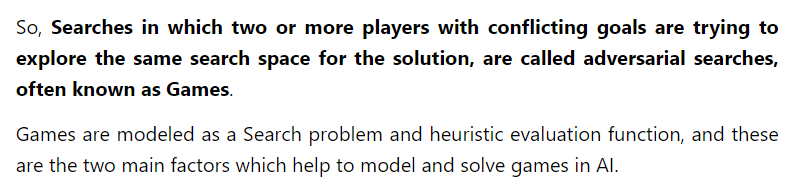 So, Searches in which two or more players with conflicting goals are trying to
explore the same search space for the solution, are called adversarial searches,
often known as Games.
Games are modeled as a Search problem and heuristic evaluation function, and these
are the two main factors which help to model and solve games in AI.